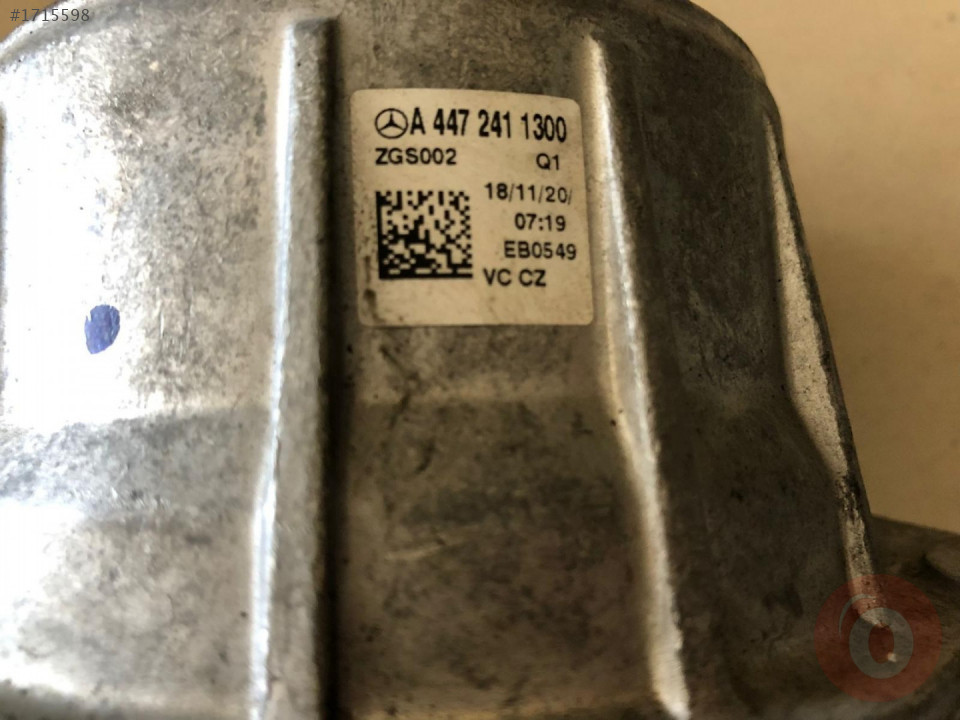 #1715598
A 447 241 1300
ZGS002 Q1
18/11/20/
07:19
EB0549
VC CZ